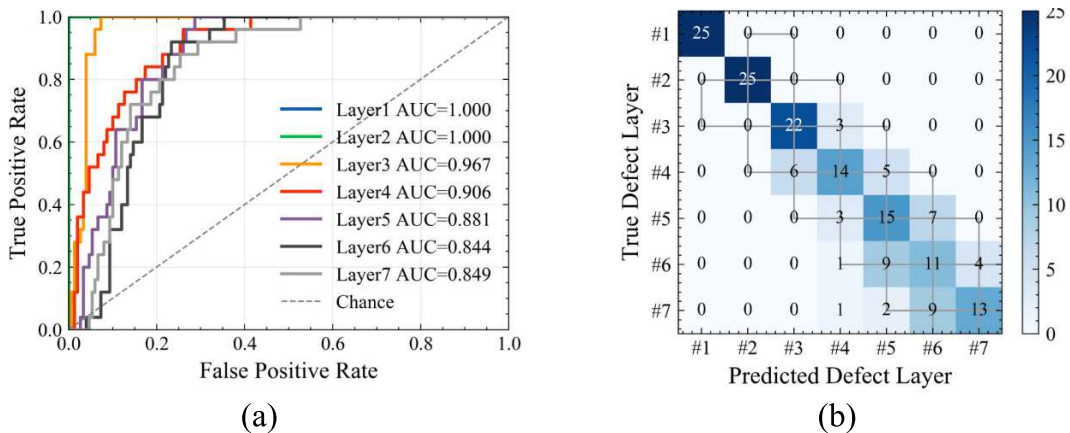 1.0
0.8
0.6
0.4
0.2
0.0
0.0 0.2 0.4 0.6 0.8 1.0
True Positive Rate
False Positive Rate
Layer1 AUC=1.000
Layer2 AUC=1.000
Layer3 AUC=0.967
Layer4 AUC=0.906
Layer5 AUC=0.881
Layer6 AUC=0.844
Layer7 AUC=0.849
Chance
(a)
True Defect Layer
#1 25 0 0 0 0 0 0
#2 0 25 0 0 0 0 0
#3 0 0 22 3 0 0 0
#4 0 0 6 14 5 0 0
#5 0 0 0 3 15 7 0
#6 0 0 0 1 9 11 4
#7 0 0 0 1 2 9 13
#1 #2 #3 #4 #5 #6 #7
Predicted Defect Layer
25
20
15
10
5
0
(b)